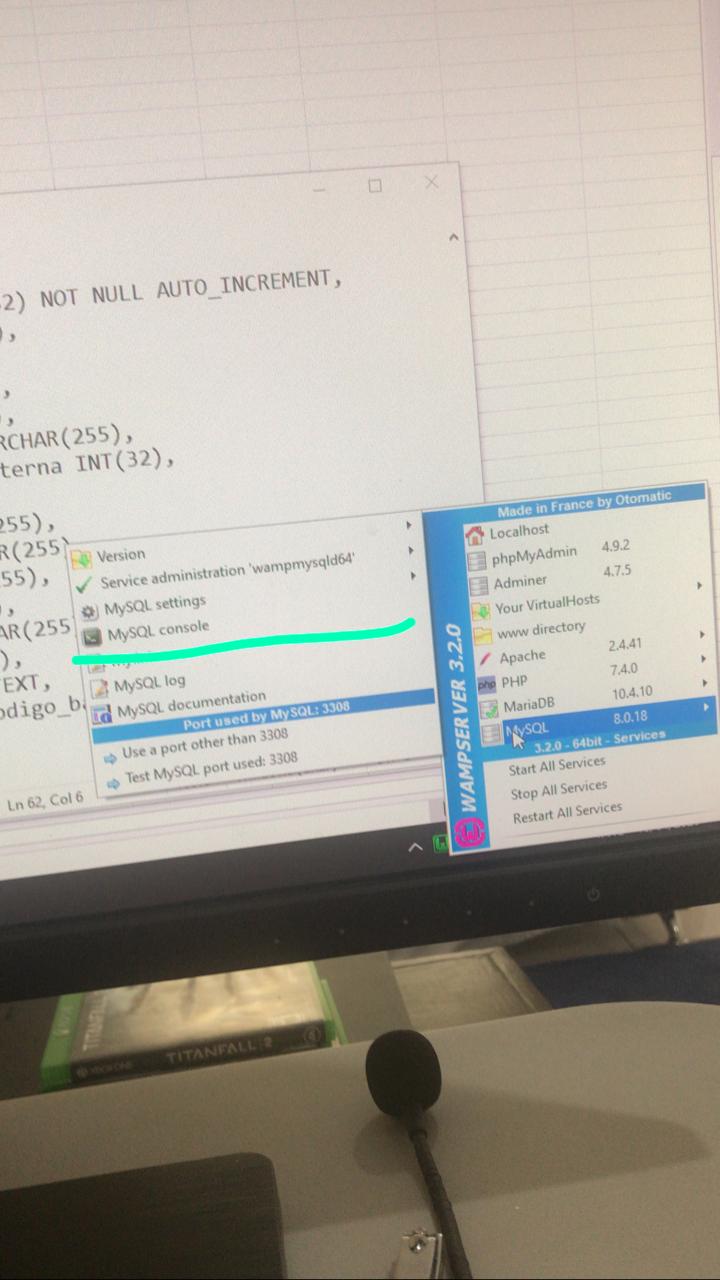 2) NOT NULL AUTO_INCREMENT,
),
,
,
RCHAR(255),
terna INT(32),
255),
R(255)
55),
),
AR(255
),
TEXT,
odigo_b
Ln 62, Col 6
Version
Service administration 'wampmysqld64'
MySQL settings
MySQL console
MySQL log
MySQL documentation
Port used by MySQL: 3308
Use a port other than 3308
Test MySQL port used: 3308
Made in France by Otomatic
Localhost
phpMyAdmin 4.9.2
Adminer 4.7.5
Your VirtualHosts
www directory
Apache 2.4.41
php PHP 7.4.0
MariaDB 10.4.10
MySQL 8.0.18
3.2.0 - 64bit - Services
Start All Services
Stop All Services
Restart All Services
WAMPSERVER 3.2.0
TITANFALL 2
XBOX ONE